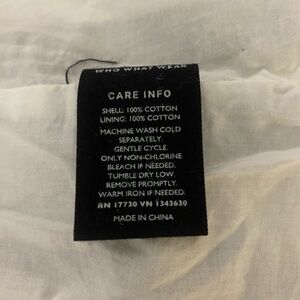 WHO WHAT WEAR
CARE INFO
SHELL: 100% COTTON
LINING: 100% COTTON
MACHINE WASH COLD
SEPARATELY.
GENTLE CYCLE.
ONLY NON-CHLORINE
BLEACH IF NEEDED.
TUMBLE DRY LOW.
REMOVE PROMPTLY.
WARM IRON IF NEEDED.
RN 17730 VN 1343630
MADE IN CHINA